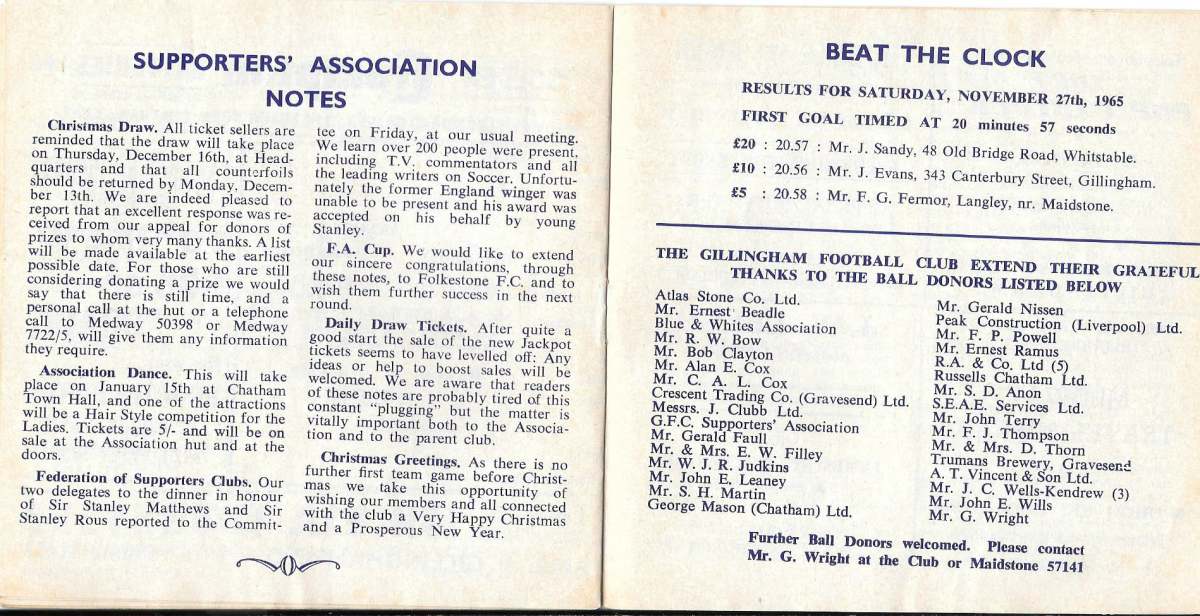 SUPPORTERS' ASSOCIATION
NOTES
Christmas Draw. All ticket sellers are
reminded that the draw will take place
on Thursday, December 16th, at Head-
quarters and that all counterfoils
should be returned by Monday, Decem-
ber 13th. We are indeed pleased to
report that an excellent response was re-
ceived from our appeal for donors of
prizes to whom very many thanks. A list
will be made available at the earliest
possible date. For those who are still
considering donating a prize we would
say that there is still time, and a
personal call at the hut or a telephone
call to Medway 50398 or Medway
7722/5, will give them any information
they require.
Association Dance. This will take
place on January 15th at Chatham
Town Hall, and one of the attractions
will be a Hair Style competition for the
Ladies. Tickets are 5/- and will be on
sale at the Association hut and at the
doors.
Federation of Supporters Clubs. Our
two delegates to the dinner in honour
of Sir Stanley Matthews and Sir
Stanley Rous reported to the Commit-
tee on Friday, at our usual meeting.
We learn over 200 people were present,
including T.V. commentators and all
the leading writers on Soccer. Unfortu-
nately the former England winger was
unable to be present and his award was
accepted on his behalf by young
Stanley.
F.A. Cup. We would like to extend
our sincere congratulations, through
these notes, to Folkestone F.C. and to
wish them further success in the next
round.
Daily Draw Tickets. After quite a
good start the sale of the new Jackpot
tickets seems to have levelled off: Any
ideas or help to boost sales will be
welcomed. We are aware that readers
of these notes are probably tired of this
constant "plugging" but the matter is
vitally important both to the Associa-
tion and to the parent club.
Christmas Greetings. As there is no
further first team game before Christ-
mas we take this opportunity of
wishing our members and all connected
with the club a Very Happy Christmas
and a Prosperous New Year.
BEAT THE CLOCK
RESULTS FOR SATURDAY, NOVEMBER 27th, 1965
FIRST GOAL TIMED AT 20 minutes 57 seconds
£20 : 20.57 : Mr. J. Sandy, 48 Old Bridge Road, Whitstable.
£10 : 20.56 : Mr. J. Evans, 343 Canterbury Street, Gillingham.
£5 : 20.58 : Mr. F. G. Fermor, Langley, nr. Maidstone.
THE GILLINGHAM FOOTBALL CLUB EXTEND THEIR GRATEFUL
THANKS TO THE BALL DONORS LISTED BELOW
Atlas Stone Co. Ltd.
Mr. Ernest Beadle
Blue & Whites Association
Mr. R. W. Bow
Mr. Bob Clayton
Mr. Alan E. Cox
Mr. C. A. L. Cox
Crescent Trading Co. (Gravesend) Ltd.
Messrs. J. Clubb Ltd.
G.F.C. Supporters' Association
Mr. Gerald Faull
Mr. & Mrs. E. W. Filley
Mr. W. J. R. Judkins
Mr. John E. Leaney
Mr. S. H. Martin
George Mason (Chatham) Ltd.
Mr. Gerald Nissen
Peak Construction (Liverpool) Ltd.
Mr. F. P. Powell
Mr. Ernest Ramus
R.A. & Co. Ltd (5)
Russells Chatham Ltd.
Mr. S. D. Anon
S.E.A.E. Services Ltd.
Mr. John Terry
Mr. F. J. Thompson
Mr. & Mrs. D. Thorn
Trumans Brewery, Gravesend
A. T. Vincent & Son Ltd.
Mr. J. C. Wells-Kendrew (3)
Mr. John E. Wills
Mr. G. Wright
Further Ball Donors welcomed. Please contact
Mr. G. Wright at the Club or Maidstone 57141